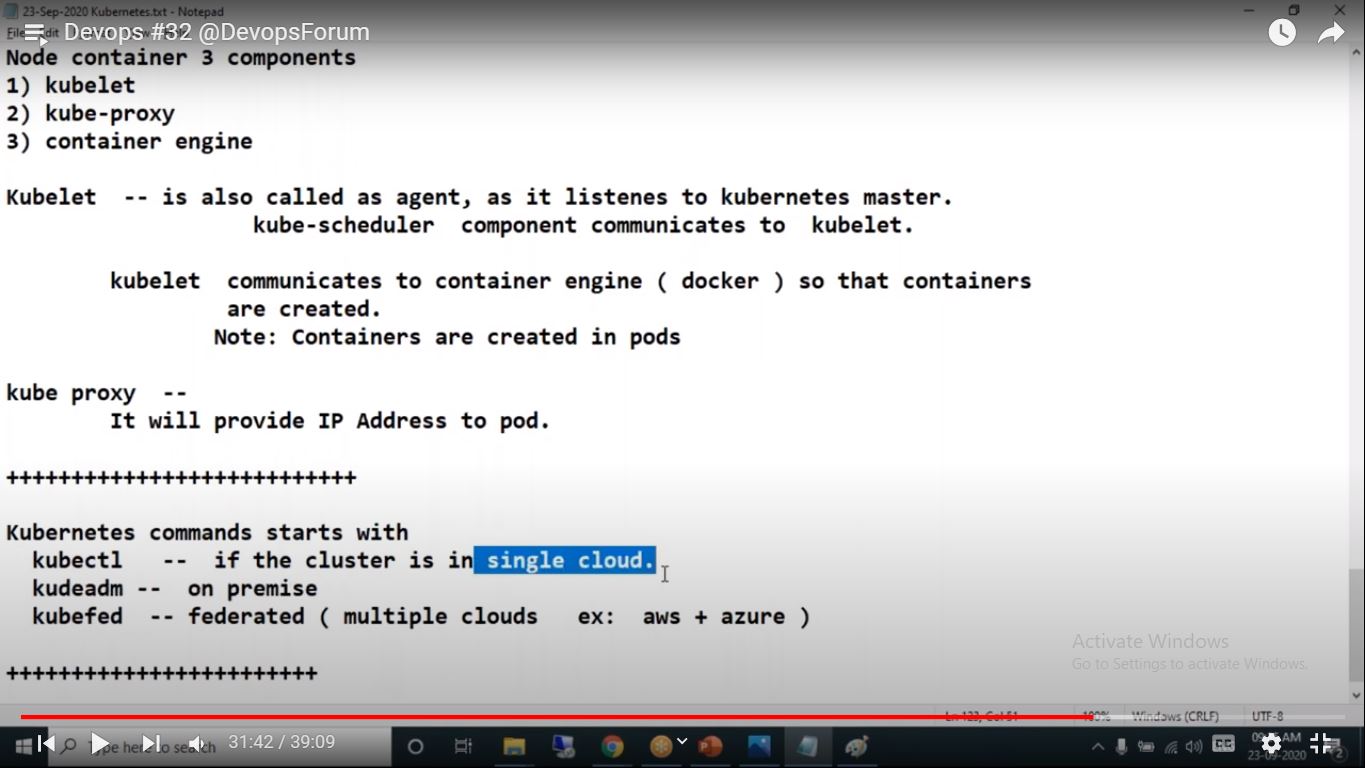 23-Sep-2020 Kubernetes.txt - Notepad
Devops #32 @DevopsForum
Node container 3 components
1) kubelet
2) kube-proxy
3) container engine
Kubelet -- is also called as agent, as it listenes to kubernetes master.
kube-scheduler component communicates to kubelet.
kubelet communicates to container engine ( docker ) so that containers
are created.
Note: Containers are created in pods
kube proxy --
It will provide IP Address to pod.
+++++++++++++++++++++++++++
Kubernetes commands starts with
kubectl -- if the cluster is in single cloud.
kudeadm -- on premise
kubefed -- federated ( multiple clouds ex: aws + azure )
Activate Windows
Go to Settings to activate Windows.
++++++++++++++++++++++++
Ln 123, Col 51 100% Windows (CRLF) UTF-8
Type here to search
31:42 / 39:09
CC
AM
23-09-2020
2